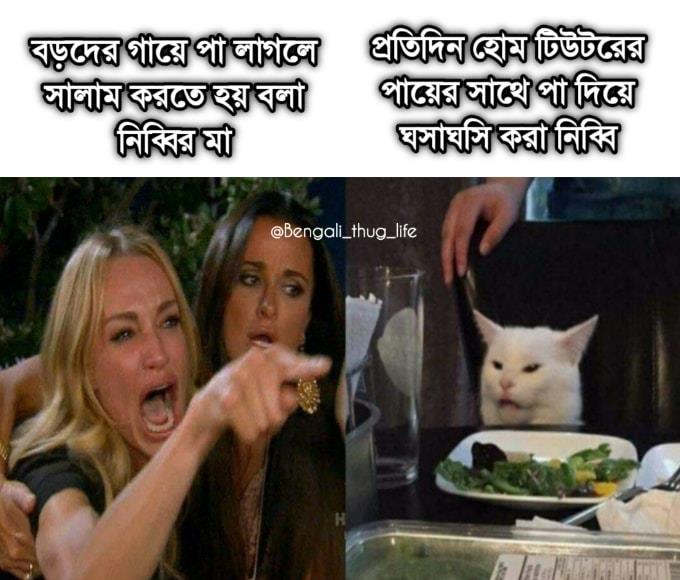 বড়দের গায়ে পা লাগলে
সালাম করতে হয় বলা
নিব্বির মা
প্রতিদিন হোম টিউটরের
পায়ের সাথে পা দিয়ে
ঘসাঘসি করা নিব্বি
@Bengali_thug_life